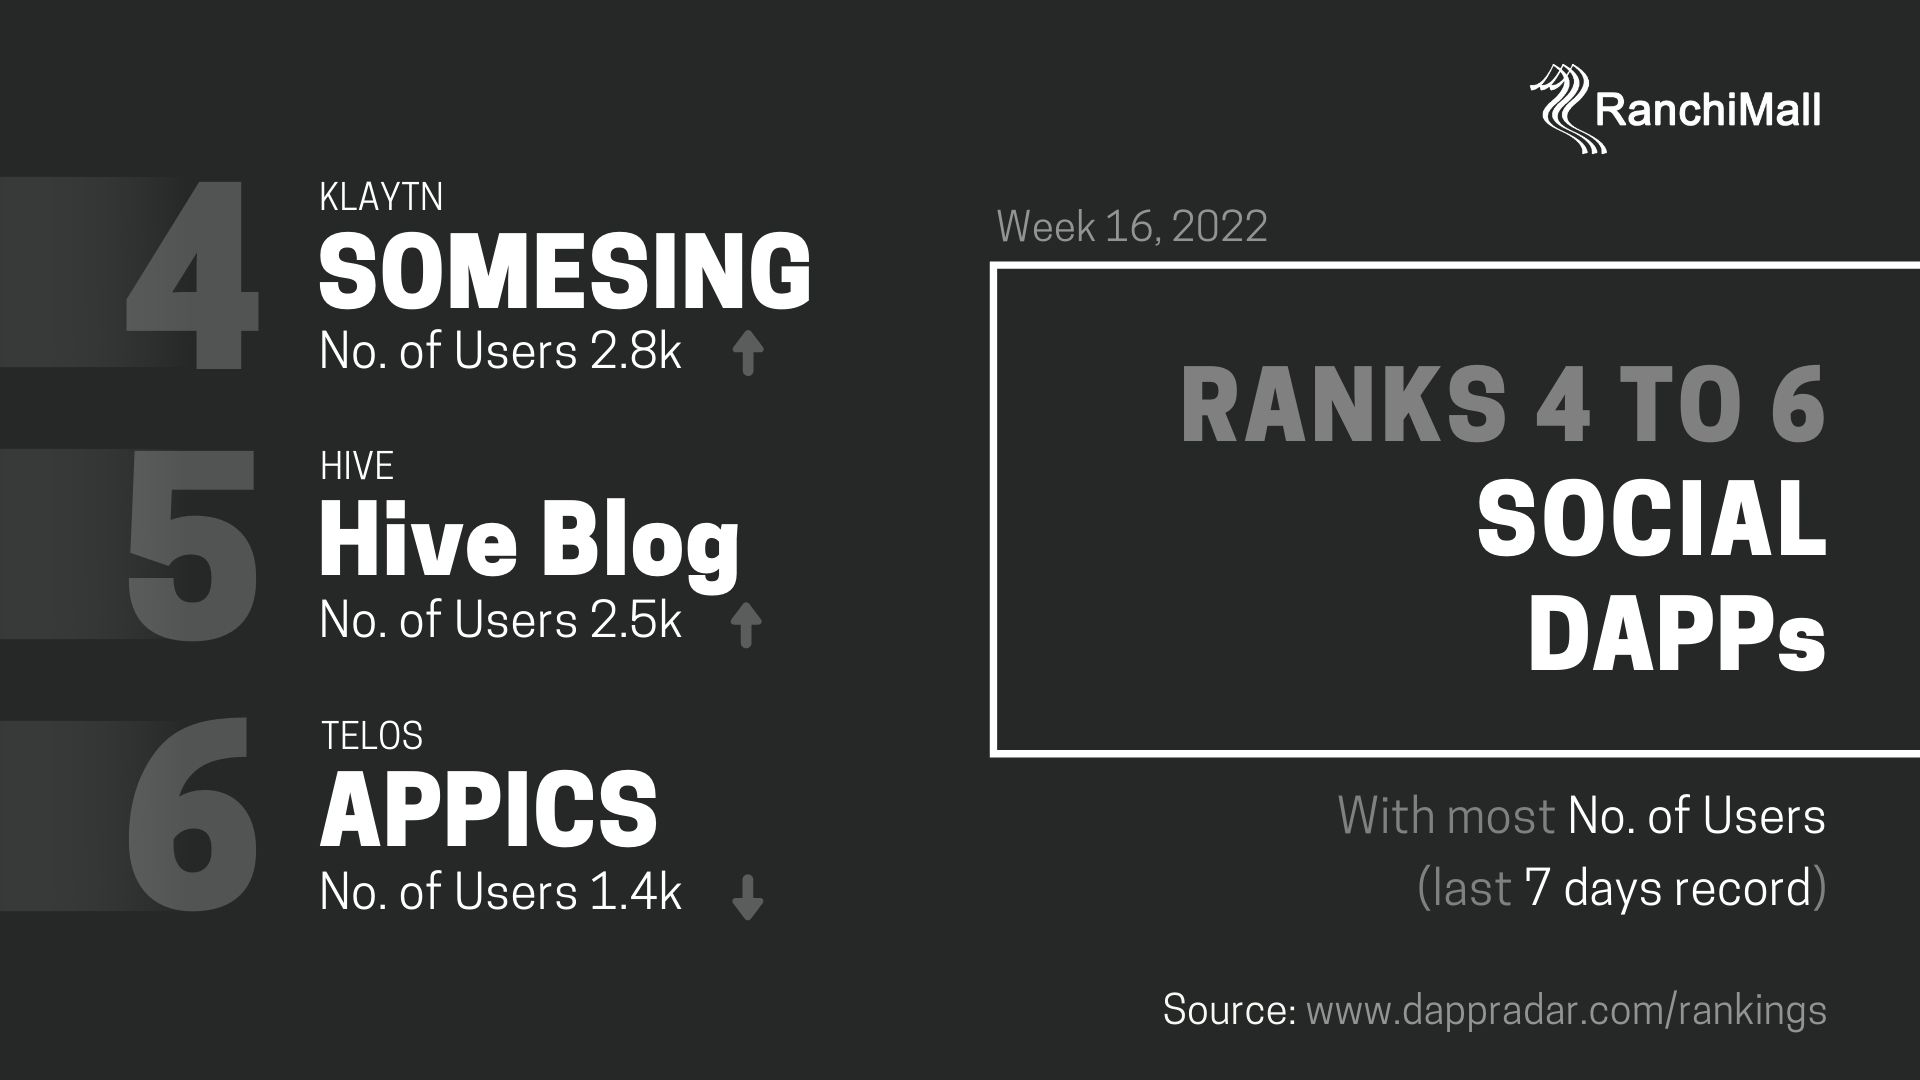 RanchiMall
4
KLAYTN
SOMESING
No. of Users 2.8k
5
HIVE
Hive Blog
No. of Users 2.5k
6
TELOS
APPICS
No. of Users 1.4k
Week 16, 2022
RANKS 4 TO 6
SOCIAL
DAPPs
With most No. of Users
(last 7 days record)
Source: www.dappradar.com/rankings